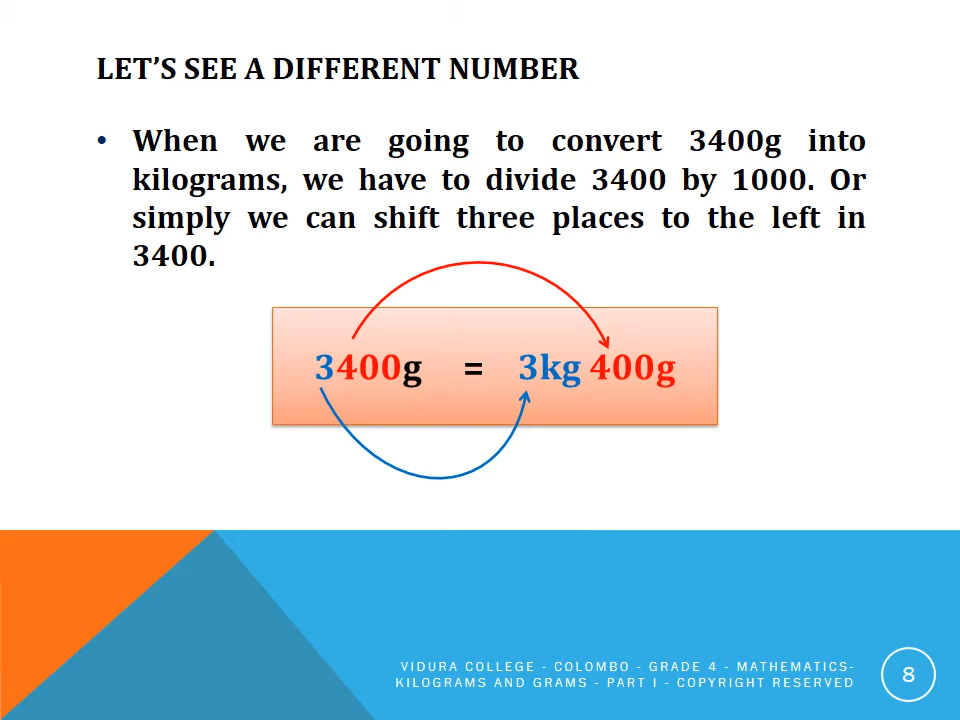 LET’S SEE A DIFFERENT NUMBER
• When we are going to convert 3400g into
kilograms, we have to divide 3400 by 1000. Or
simply we can shift three places to the left in
3400.
3400g = 3kg 400g
VIDURA COLLEGE - COLOMBO - GRADE 4 - MATHEMATICS-
KILOGRAMS AND GRAMS - PART I - COPYRIGHT RESERVED
8